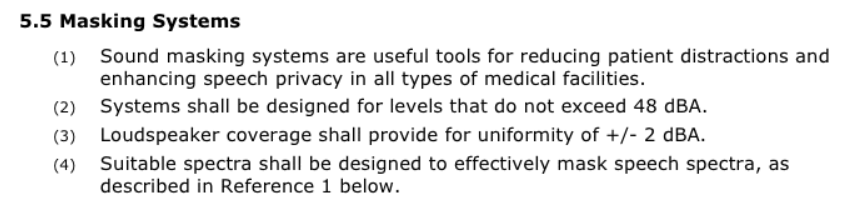 5.5 Masking Systems
(1) Sound masking systems are useful tools for reducing patient distractions and
enhancing speech privacy in all types of medical facilities.
(2) Systems shall be designed for levels that do not exceed 48 dBA.
(3) Loudspeaker coverage shall provide for uniformity of +/- 2 dBA.
(4) Suitable spectra shall be designed to effectively mask speech spectra, as
described in Reference 1 below.